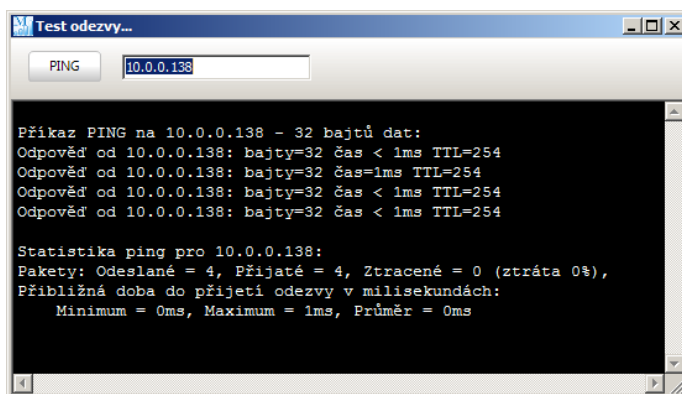 Test odezvy...
PING 10.0.0.138
Příkaz PING na 10.0.0.138 - 32 bajtů dat:
Odpověď od 10.0.0.138: bajty=32 čas < 1ms TTL=254
Odpověď od 10.0.0.138: bajty=32 čas=1ms TTL=254
Odpověď od 10.0.0.138: bajty=32 čas < 1ms TTL=254
Odpověď od 10.0.0.138: bajty=32 čas < 1ms TTL=254
Statistika ping pro 10.0.0.138:
Pakety: Odeslané = 4, Přijaté = 4, Ztracené = 0 (ztráta 0%),
Přibližná doba do přijetí odezvy v milisekundách:
Minimum = 0ms, Maximum = 1ms, Průměr = 0ms